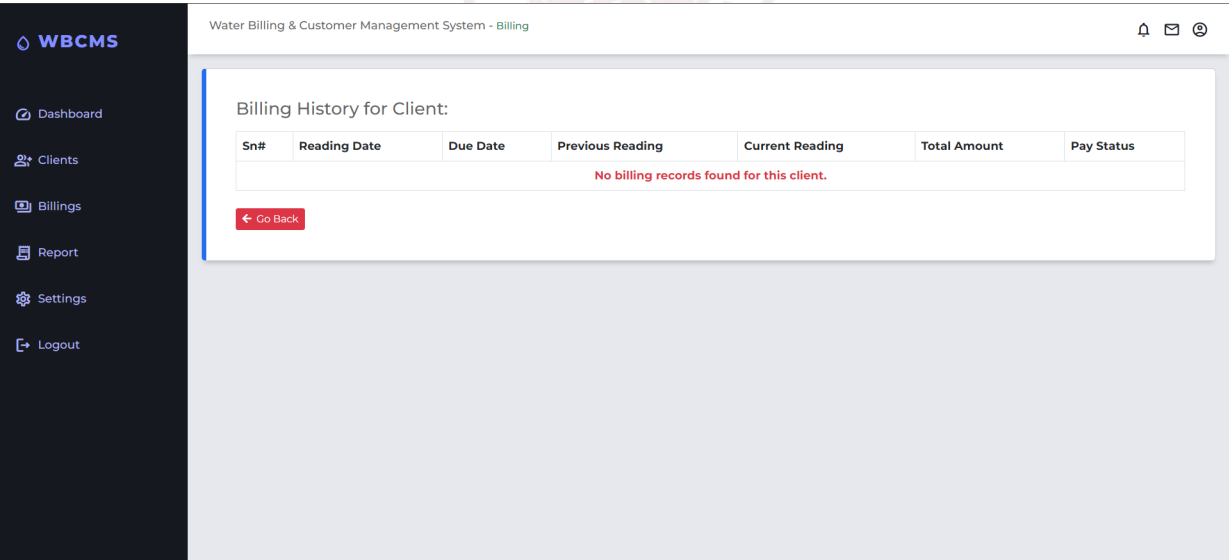 WBCMS
Dashboard
Clients
Billings
Report
Settings
Logout
Water Billing & Customer Management System - Billing
Billing History for Client:
Sn# Reading Date Due Date Previous Reading Current Reading Total Amount Pay Status
No billing records found for this client.
Go Back